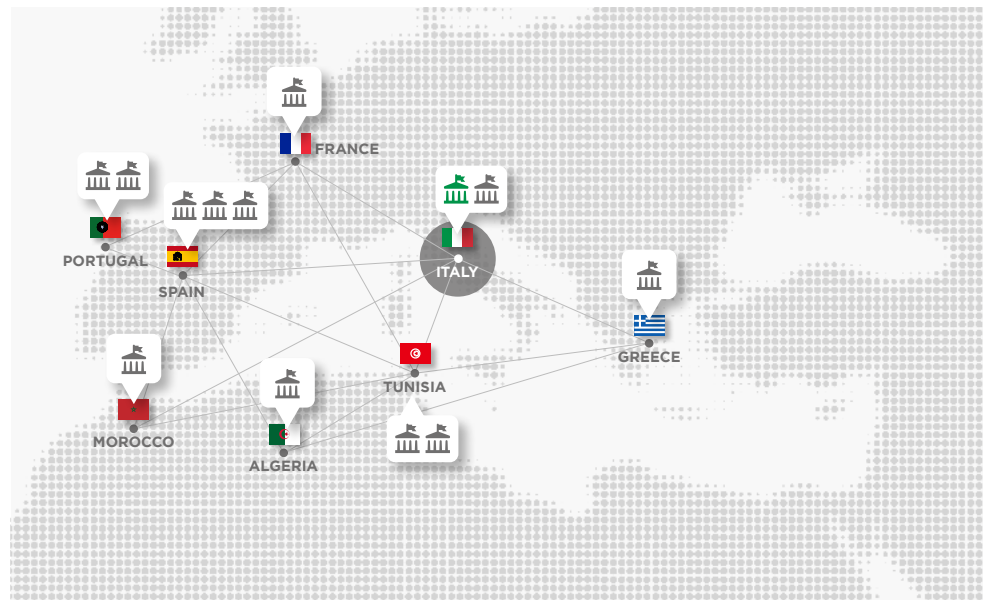 FRANCE
PORTUGAL
ITALY
SPAIN
GREECE
TUNISIA
MOROCCO
ALGERIA